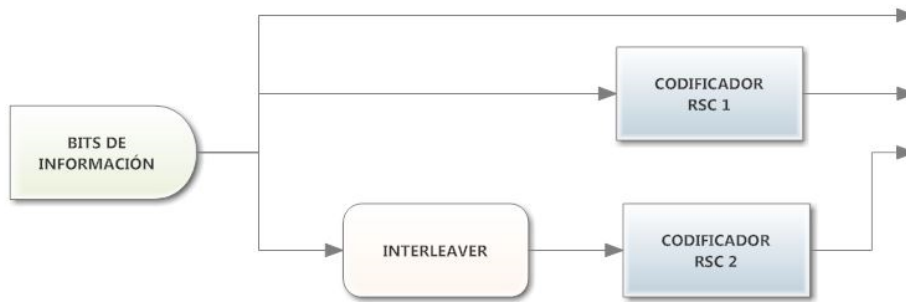 CODIFICADOR
RSC 1
BITS DE
INFORMACIÓN
INTERLEAVER
CODIFICADOR
RSC 2